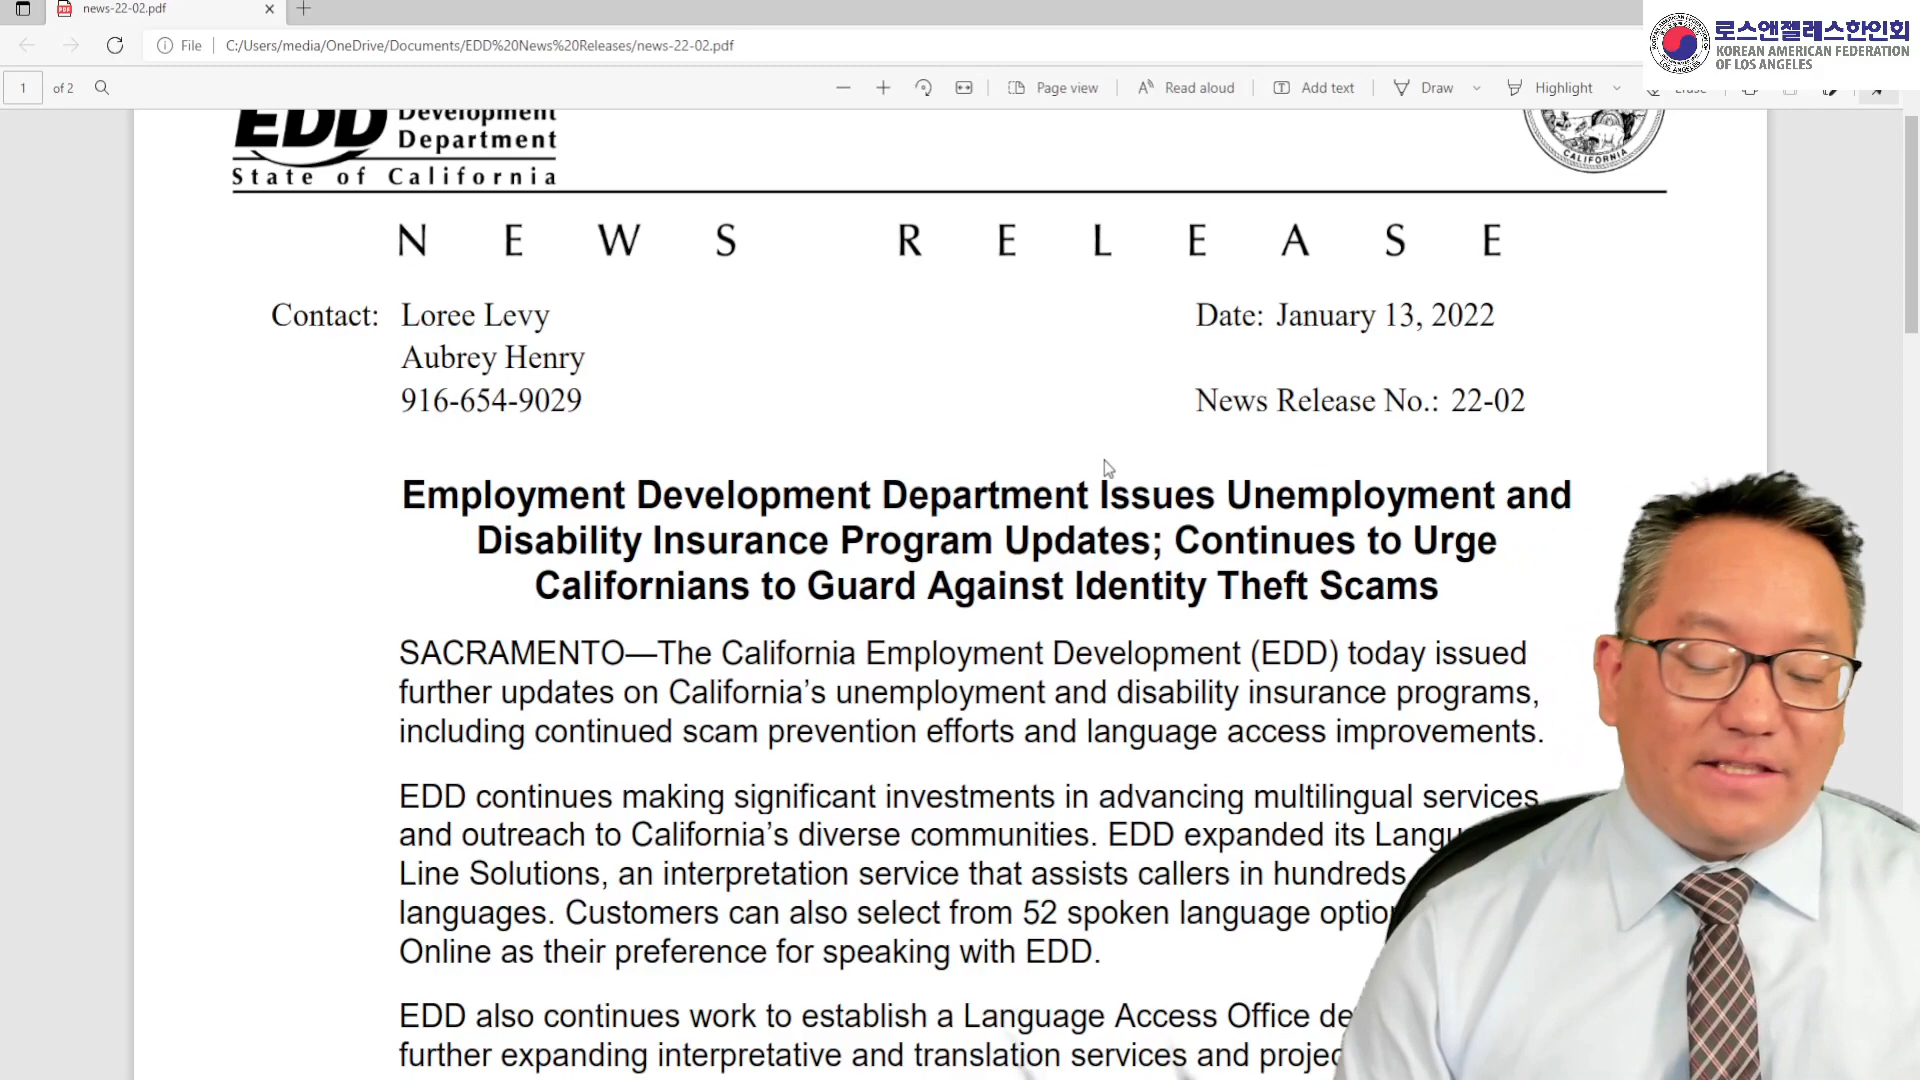 news-22-02.pdf
File
C:/Users/media/OneDrive/Documents/EDD%20News%20Releases/news-22-02.pdf
로스앤젤레스한인회
KOREAN AMERICAN FEDERATION
OF LOS ANGELES
1 of 2
Page view
Read aloud
Add text
Draw
Highlight
EDD
Development
Department
State of California
CALIFORNIA
NEWS RELEASE
Contact: Loree Levy
Date: January 13, 2022
Aubrey Henry
916-654-9029
News Release No.: 22-02
Employment Development Department Issues Unemployment and
Disability Insurance Program Updates; Continues to Urge
Californians to Guard Against Identity Theft Scams
SACRAMENTO—The California Employment Development (EDD) today issued
further updates on California’s unemployment and disability insurance programs,
including continued scam prevention efforts and language access improvements.
EDD continues making significant investments in advancing multilingual services
and outreach to California’s diverse communities. EDD expanded its
Line Solutions, an interpretation service that assists callers in hundreds
languages. Customers can also select from 52 spoken language
Online as their preference for speaking with EDD.
EDD also continues work to establish a Language Access Office
further expanding interpretative and translation services and